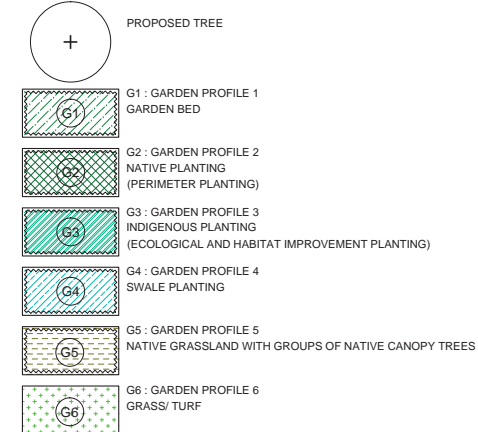 PROPOSED TREE
G1 : GARDEN PROFILE 1
GARDEN BED
G1
G2 : GARDEN PROFILE 2
NATIVE PLANTING
(PERIMETER PLANTING)
G2
G3 : GARDEN PROFILE 3
INDIGENOUS PLANTING
(ECOLOGICAL AND HABITAT IMPROVEMENT PLANTING)
G3
G4 : GARDEN PROFILE 4
SWALE PLANTING
G4
G5 : GARDEN PROFILE 5
NATIVE GRASSLAND WITH GROUPS OF NATIVE CANOPY TREES
G5
G6 : GARDEN PROFILE 6
GRASS/ TURF
G6